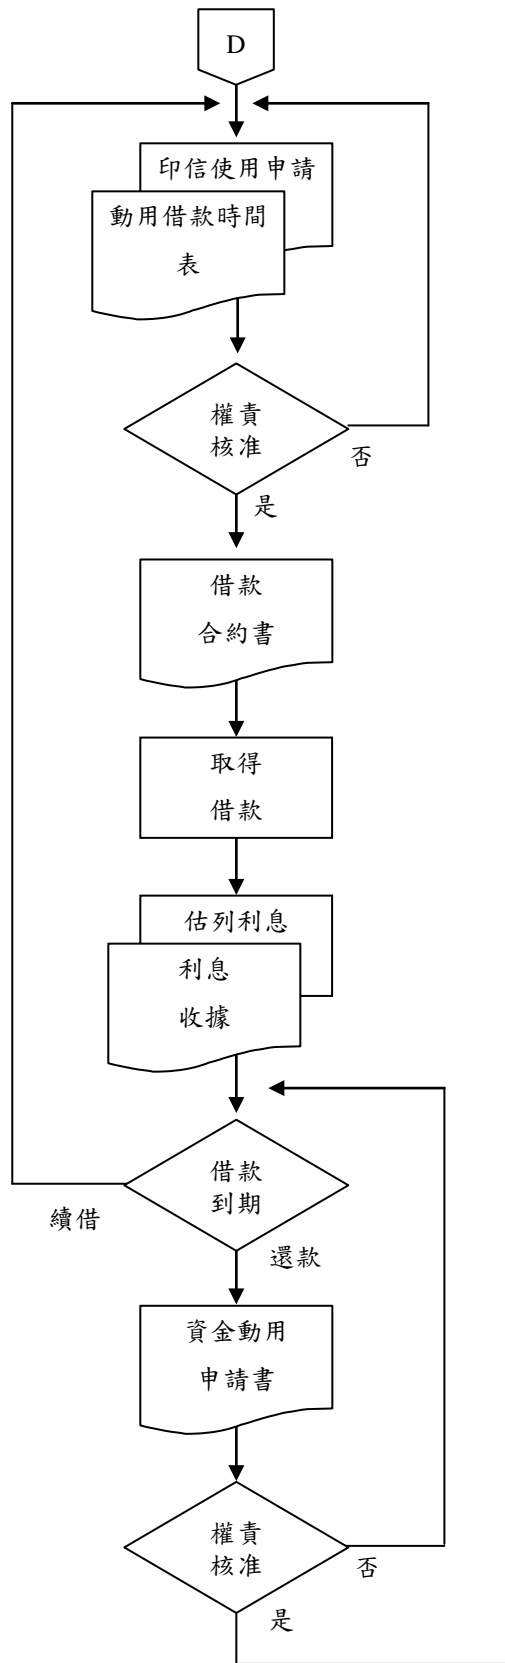 D
印信使用申請
動用借款時間
表
權責
核准
否
是
借款
合約書
取得
借款
估列利息
利息
收據
借款
到期
續借
還款
資金動用
申請書
權責
核准
否
是